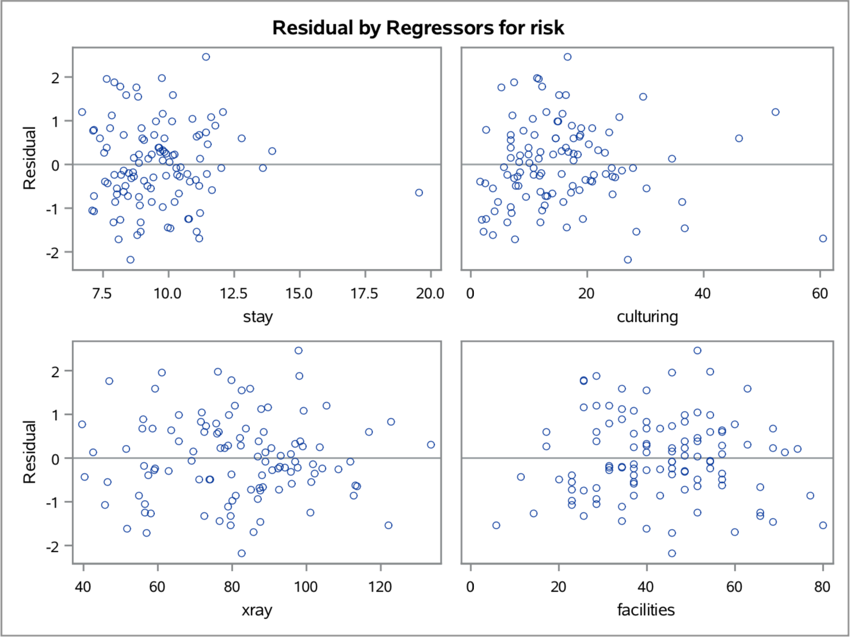 Residual by Regressors for risk
2
1
0
-1
-2
Residual
7.5 10.0 12.5 15.0 17.5 20.0
stay
0 20 40 60
culturing
2
1
0
-1
-2
Residual
40 60 80 100 120
xray
0 20 40 60 80
facilities